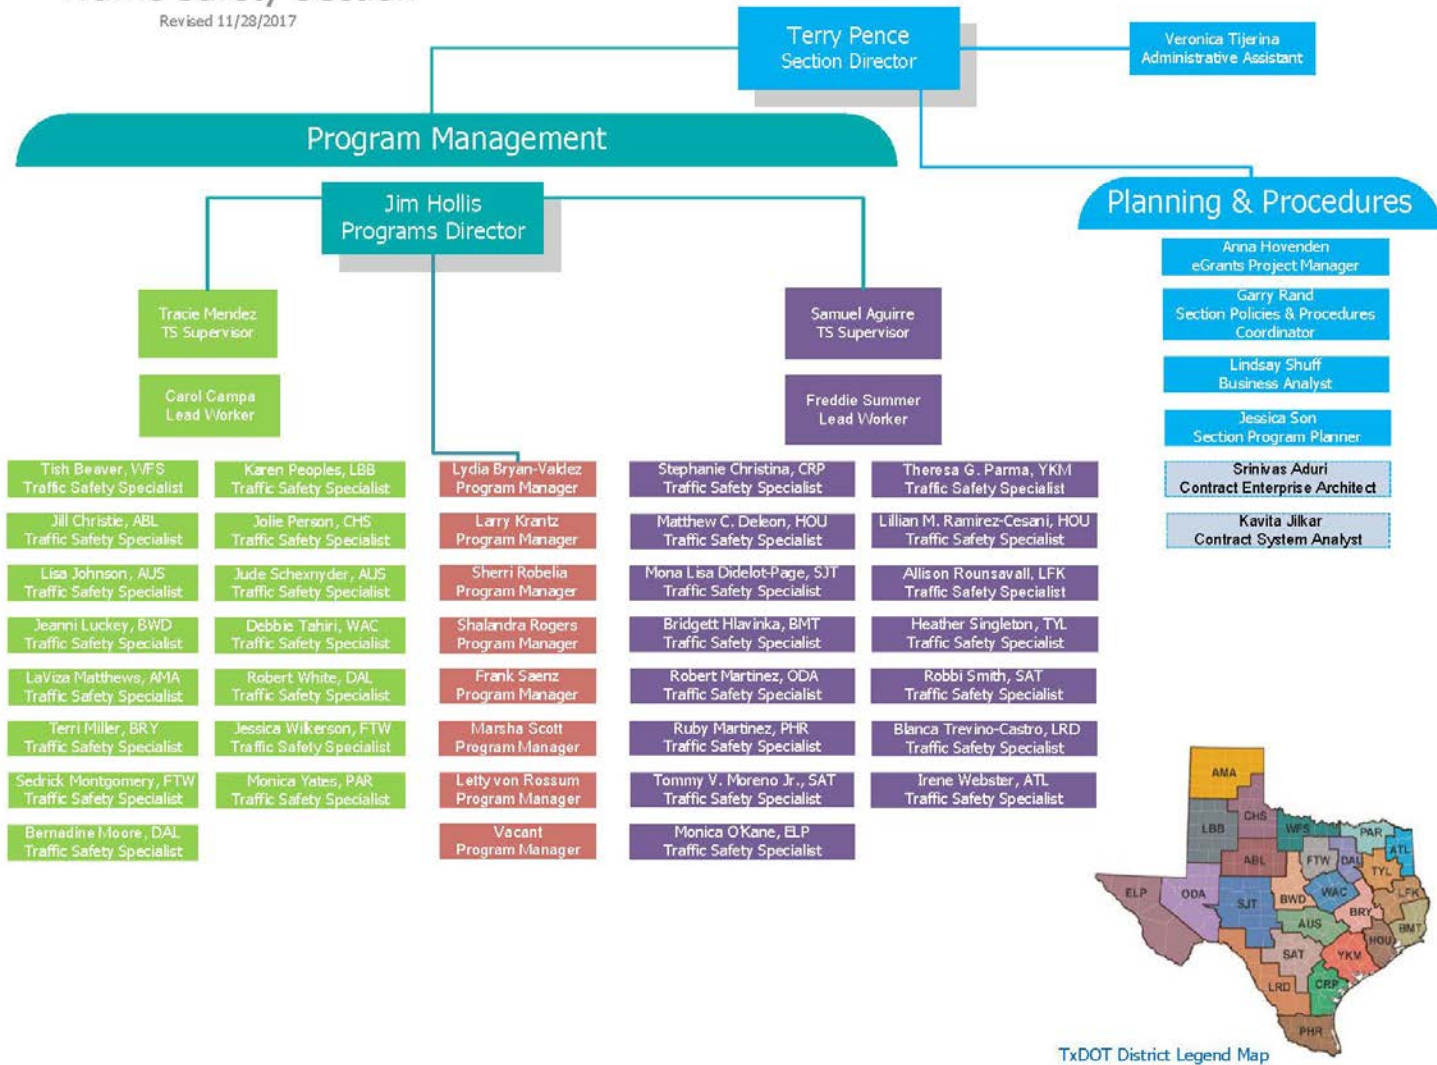 Traffic Safety Section
Revised 11/28/2017
Terry Pence
Section Director
Veronica Tijerina
Administrative Assistant
Program Management
Planning & Procedures
Jim Hollis
Programs Director
Anna Hovenden
eGrants Project Manager
Garry Rand
Section Policies & Procedures
Coordinator
Lindsay Shuff
Business Analyst
Jessica Son
Section Program Planner
Srinivas Aduri
Contract Enterprise Architect
Kavita Jilkar
Contract System Analyst
Tracie Mendez
TS Supervisor
Carol Campa
Lead Worker
Samuel Aguirre
TS Supervisor
Freddie Summer
Lead Worker
Tish Beaver, WFS
Traffic Safety Specialist
Jill Christie, ABL
Traffic Safety Specialist
Lisa Johnson, AUS
Traffic Safety Specialist
Jeanni Luckey, BWD
Traffic Safety Specialist
LaViza Matthews, AMA
Traffic Safety Specialist
Terri Miller, BRY
Traffic Safety Specialist
Sedrick Montgomery, FTW
Traffic Safety Specialist
Bernadine Moore, DAL
Traffic Safety Specialist
Karen Peoples, LBB
Traffic Safety Specialist
Jolie Person, CHS
Traffic Safety Specialist
Jude Schexnyder, AUS
Traffic Safety Specialist
Debbie Tahiri, WAC
Traffic Safety Specialist
Robert White, DAL
Traffic Safety Specialist
Jessica Wilkerson, FTW
Traffic Safety Specialist
Monica Yates, PAR
Traffic Safety Specialist
Lydia Bryan-Valdez
Program Manager
Larry Krantz
Program Manager
Sherri Robelia
Program Manager
Shalandra Rogers
Program Manager
Frank Saenz
Program Manager
Marsha Scott
Program Manager
Letty von Rossum
Program Manager
Vacant
Program Manager
Stephanie Christina, CRP
Traffic Safety Specialist
Matthew C. Deleon, HOU
Traffic Safety Specialist
Mona Lisa Didelot-Page, SJT
Traffic Safety Specialist
Bridgett Hlavinka, BMT
Traffic Safety Specialist
Robert Martinez, ODA
Traffic Safety Specialist
Ruby Martinez, PHR
Traffic Safety Specialist
Tommy V. Moreno Jr., SAT
Traffic Safety Specialist
Monica O'Kane, ELP
Traffic Safety Specialist
Theresa G. Parma, YKM
Traffic Safety Specialist
Lillian M. Ramirez-Cesani, HOU
Traffic Safety Specialist
Allison Rounsavall, LFK
Traffic Safety Specialist
Heather Singleton, TYL
Traffic Safety Specialist
Robbi Smith, SAT
Traffic Safety Specialist
Blanca Trevino-Castro, LRD
Traffic Safety Specialist
Irene Webster, ATL
Traffic Safety Specialist
AMA
LBB
CHS
WFS
PAR
ATL
ABL
FTW
DAL
TYL
ELP
ODA
SJT
BWD
WAC
LFK
BRY
AUS
BMT
HOU
SAT
YKM
LRD
CRP
PHR
TxDOT District Legend Map